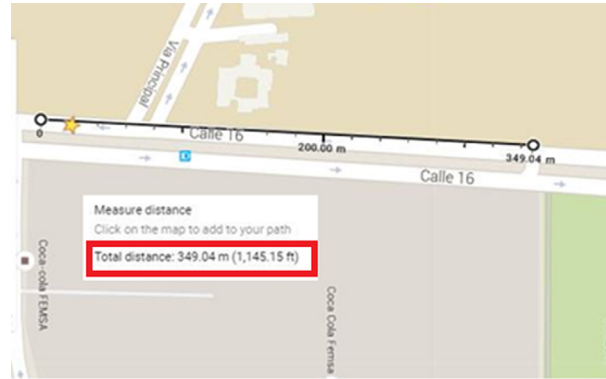 Via Principal
0
Calle 16
200.00 m
349.04 m
Calle 16
Measure distance
Click on the map to add to your path
Total distance: 349.04 m (1,145.15 ft)
Coca-cola FEMSA
Coca Cola Femsa